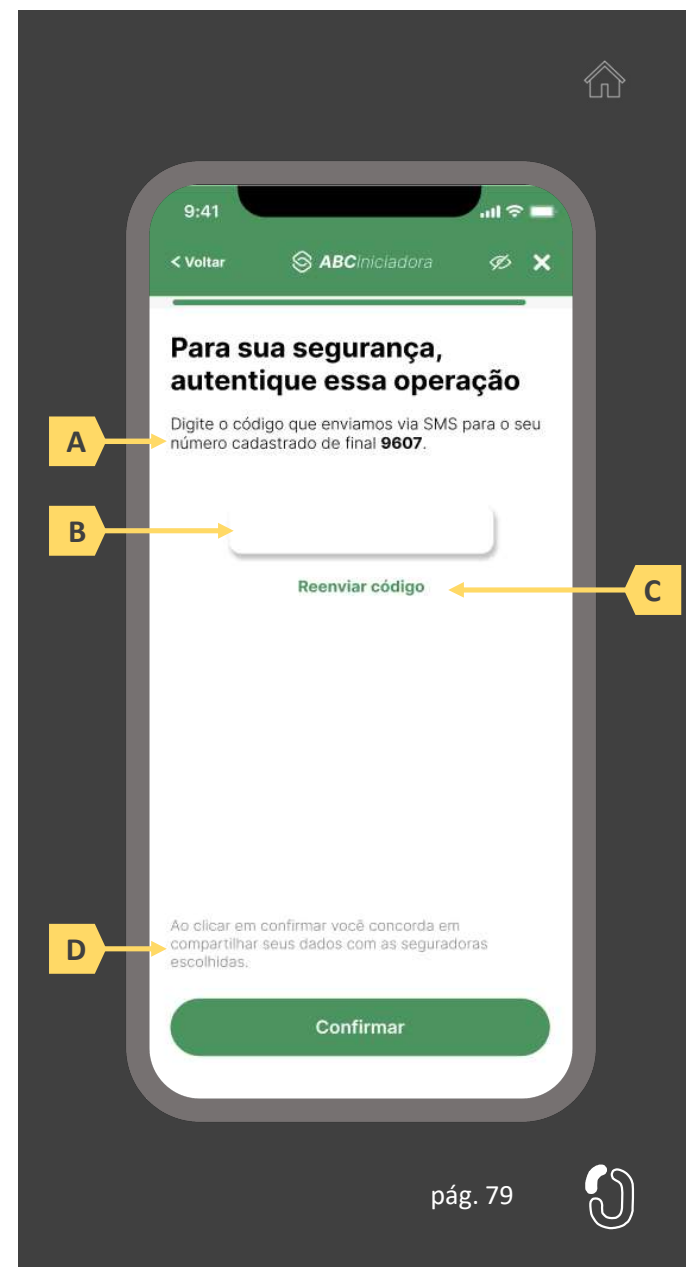 9:41
< Voltar
ABCiniciadora
Para sua segurança,
autentique essa operação
Digite o código que enviamos via SMS para o seu
número cadastrado de final 9607.
A
B
Reenviar código
C
Ao clicar em confirmar você concorda em
compartilhar seus dados com as seguradoras
escolhidas.
D
Confirmar
pág. 79